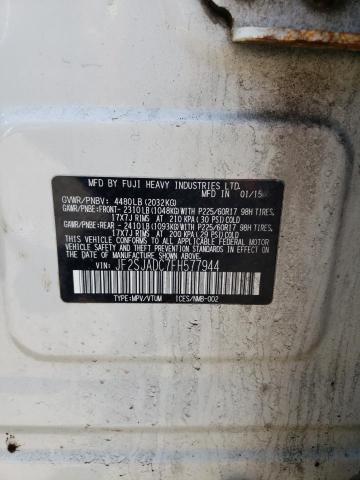 MFD BY FUJI HEAVY INDUSTRIES LTD.
GVWR/PNBV: 4480LB(2032KG) MFD IN 01/15
GAWR/PNBE:FRONT- 2310LB(1048KG)WITH P225/60R17 98H TIRES,
17X7J RIMS AT 210 KPA(30 PSI)COLD
GAWR/PNBE:REAR - 2410LB(1093KG)WITH P225/60R17 98H TIRES,
17X7J RIMS AT 200 KPA(29 PSI)COLD
THIS VEHICLE CONFORMS TO ALL APPLICABLE FEDERAL MOTOR
VEHICLE SAFETY AND BUMPER STANDARDS IN EFFECT
ON THE DATE OF MANUFACTURE SHOWN ABOVE.
VIN: JF2SJADC7FH577944
TYPE:MPV/VTUM ICES/NMB-002